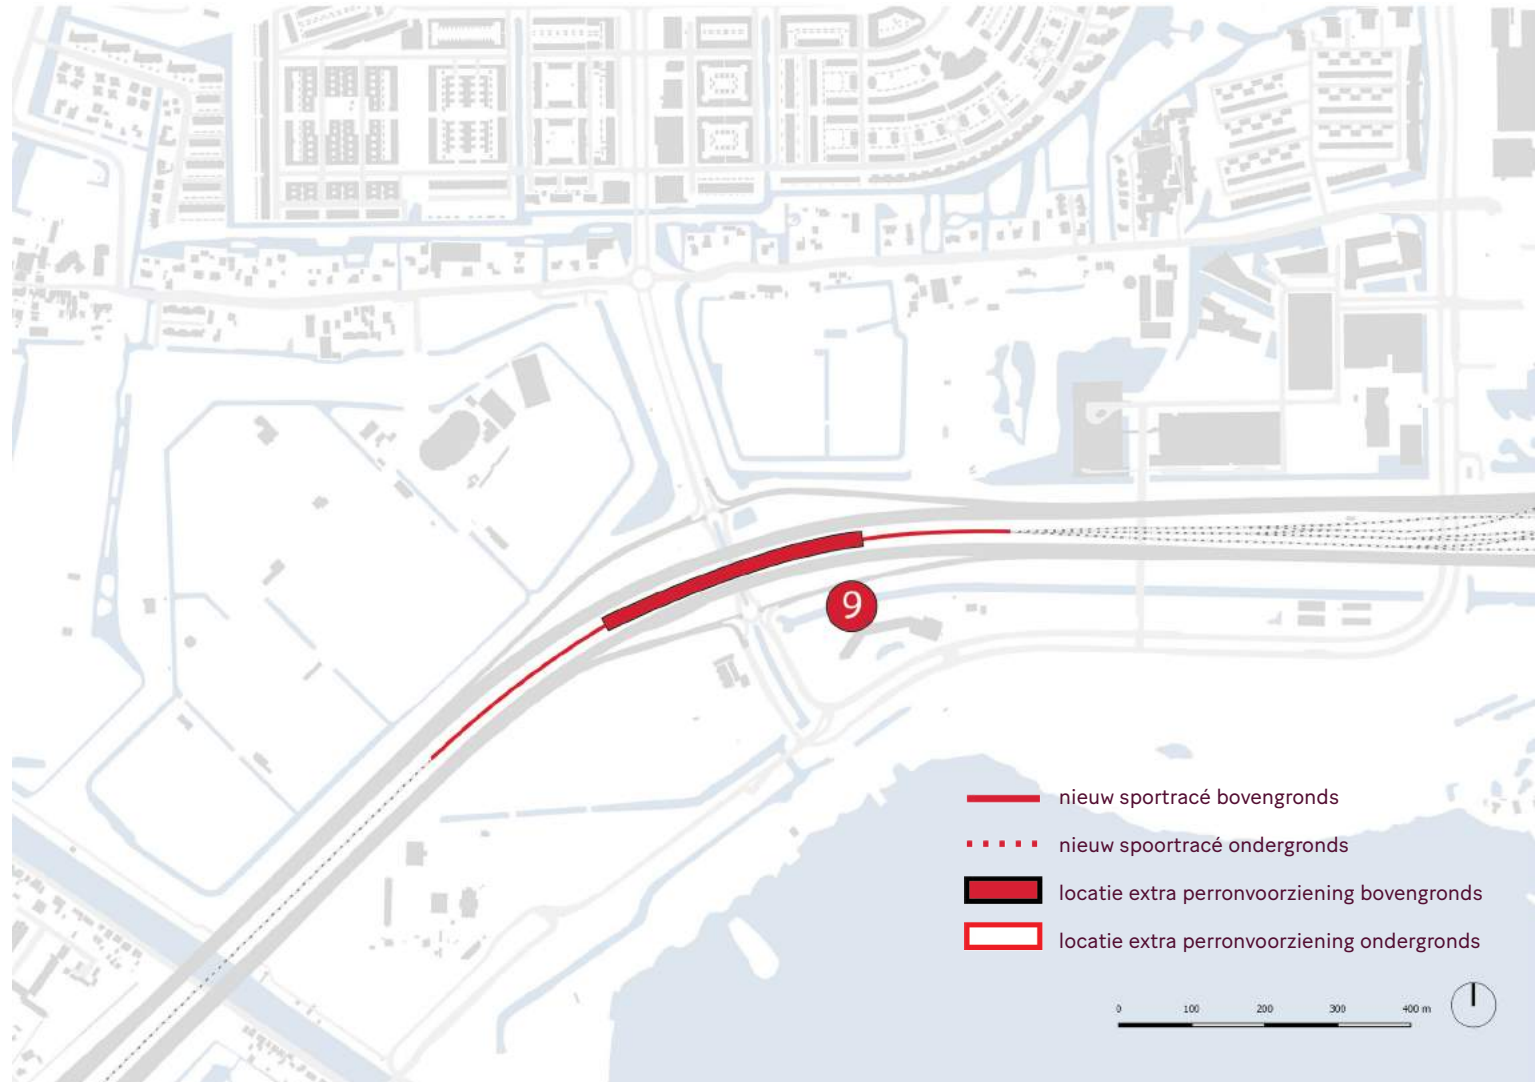 9
nieuw sportracé bovengronds
nieuw spoortracé ondergronds
locatie extra perronvoorziening bovengronds
locatie extra perronvoorziening ondergronds
0 100 200 300 400 m